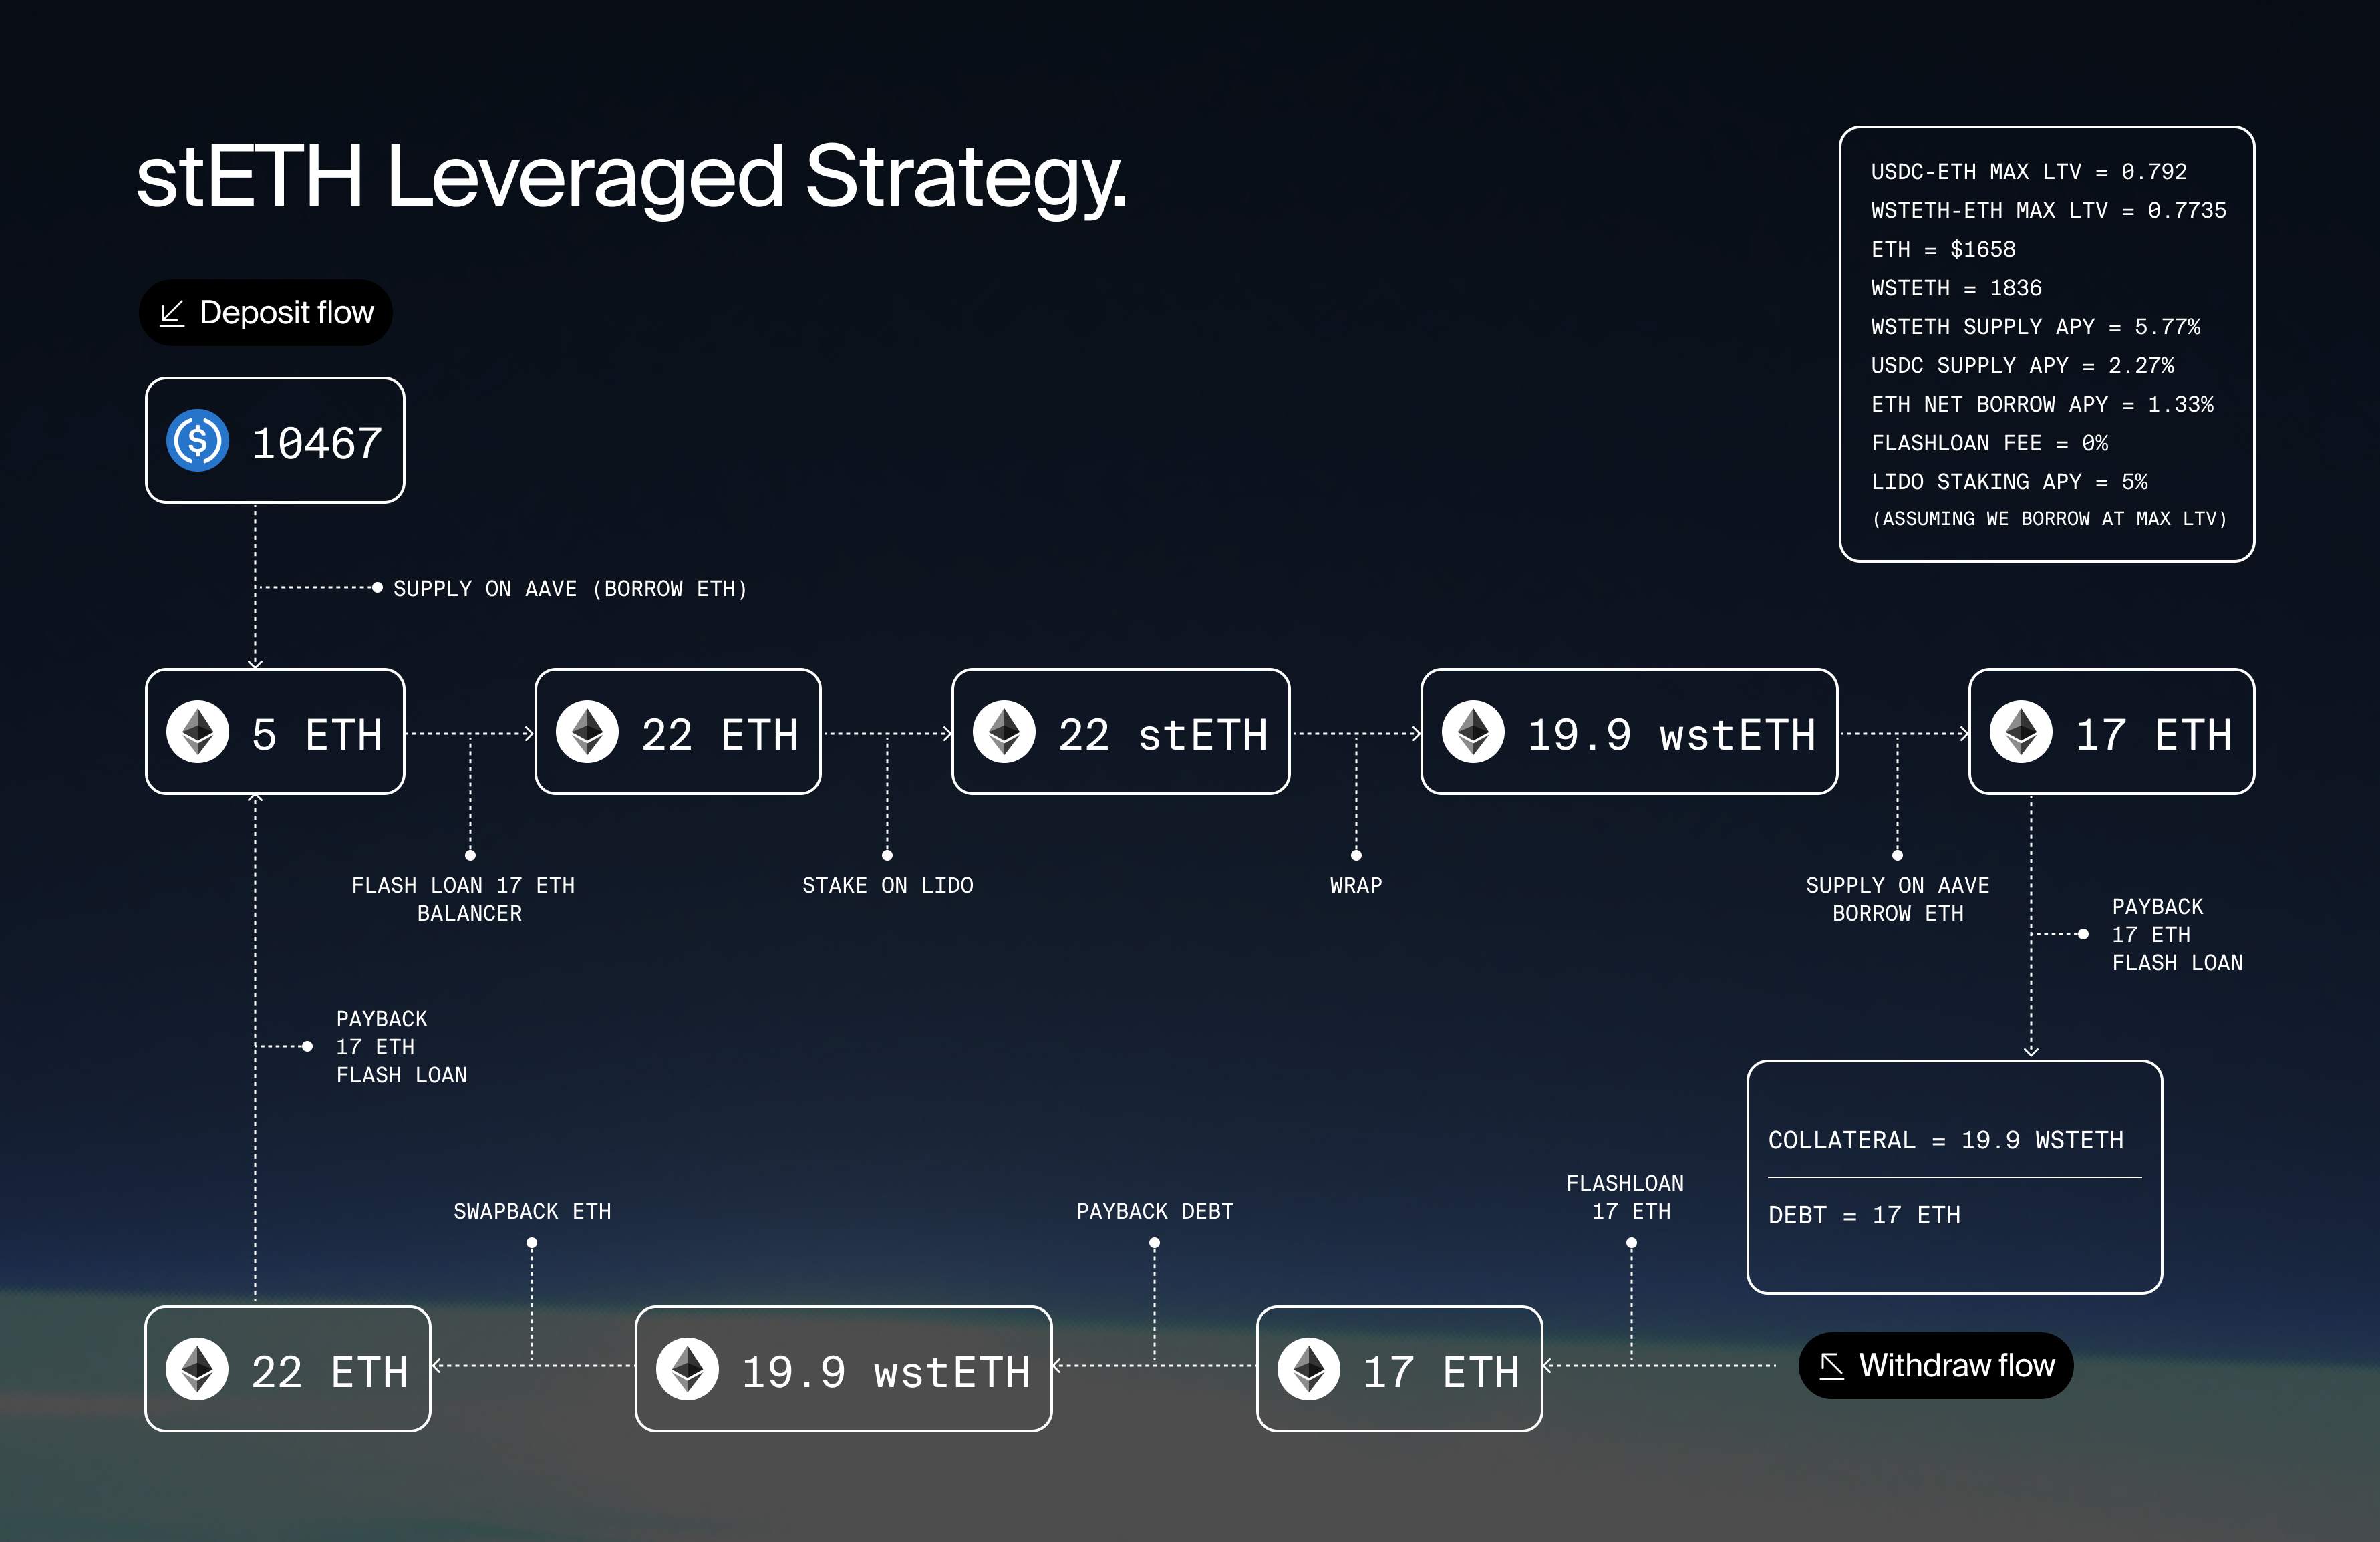 stETH Leveraged Strategy.
USDC-ETH MAX LTV = 0.792
WSTETH-ETH MAX LTV = 0.7735
ETH = $1658
WSTETH = 1836
WSTETH SUPPLY APY = 5.77%
USDC SUPPLY APY = 2.27%
ETH NET BORROW APY = 1.33%
FLASHLOAN FEE = 0%
LIDO STAKING APY = 5%
(ASSUMING WE BORROW AT MAX LTV)
Deposit flow
$ 10467
SUPPLY ON AAVE (BORROW ETH)
5 ETH
22 ETH
22 stETH
19.9 wstETH
17 ETH
FLASH LOAN 17 ETH
BALANCER
STAKE ON LIDO
WRAP
SUPPLY ON AAVE
BORROW ETH
PAYBACK
17 ETH
FLASH LOAN
PAYBACK
17 ETH
FLASH LOAN
COLLATERAL = 19.9 WSTETH
DEBT = 17 ETH
SWAPBACK ETH
PAYBACK DEBT
FLASHLOAN
17 ETH
22 ETH
19.9 wstETH
17 ETH
Withdraw flow